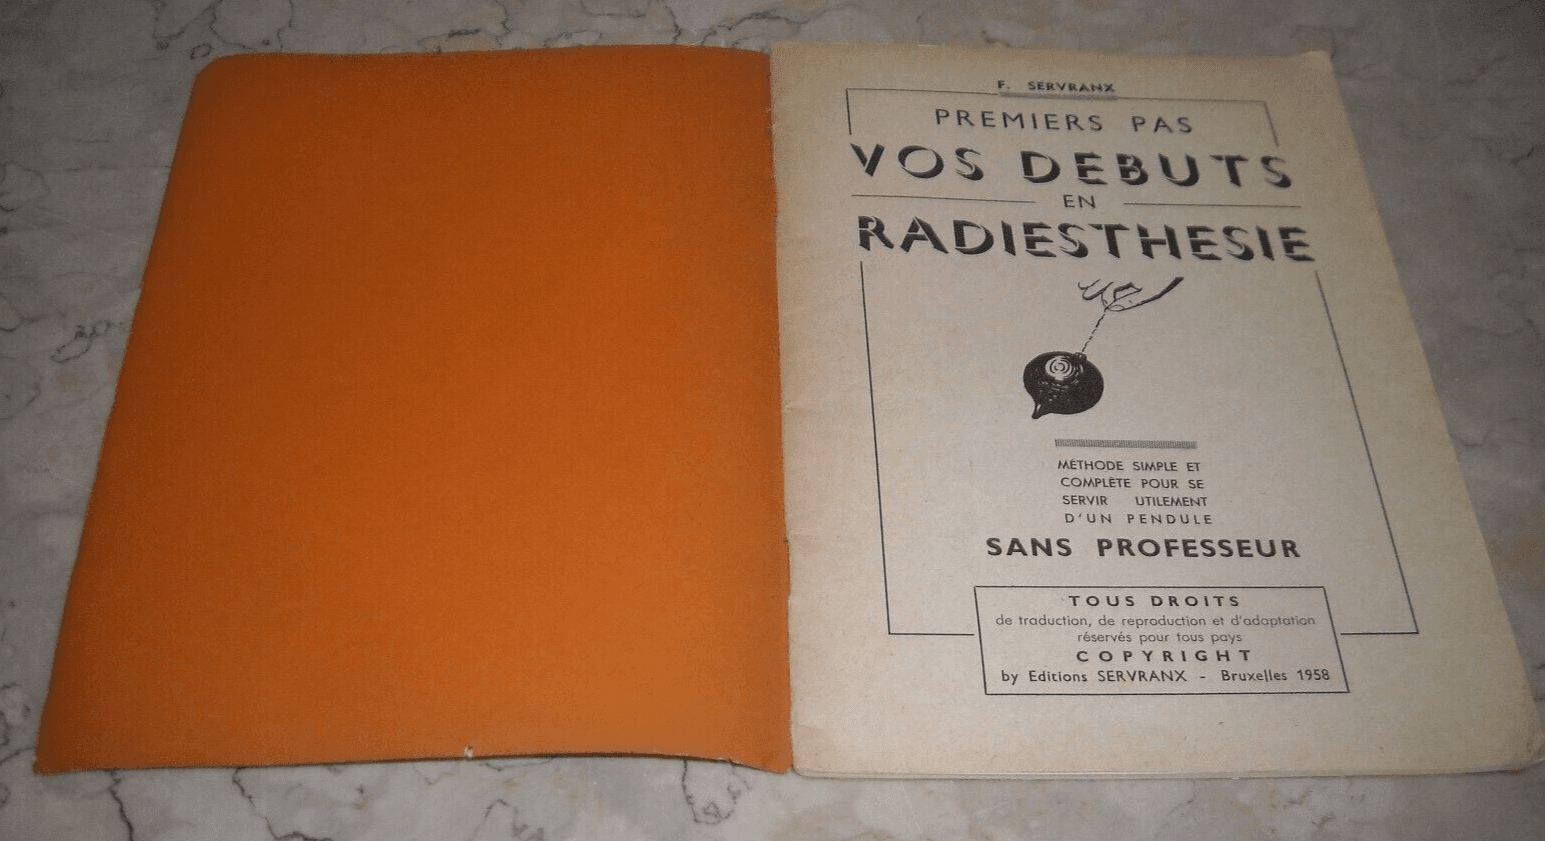 F. SERVRANX
PREMIERS PAS
VOS DEBUTS
EN
RADIESTHESIE
MÉTHODE SIMPLE ET
COMPLÈTE POUR SE
SERVIR UTILEMENT
D'UN PENDULE
SANS PROFESSEUR
TOUS DROITS
de traduction, de reproduction et d'adaptation
réservés pour tous pays
COPYRIGHT
by Editions SERVRANX - Bruxelles 1958